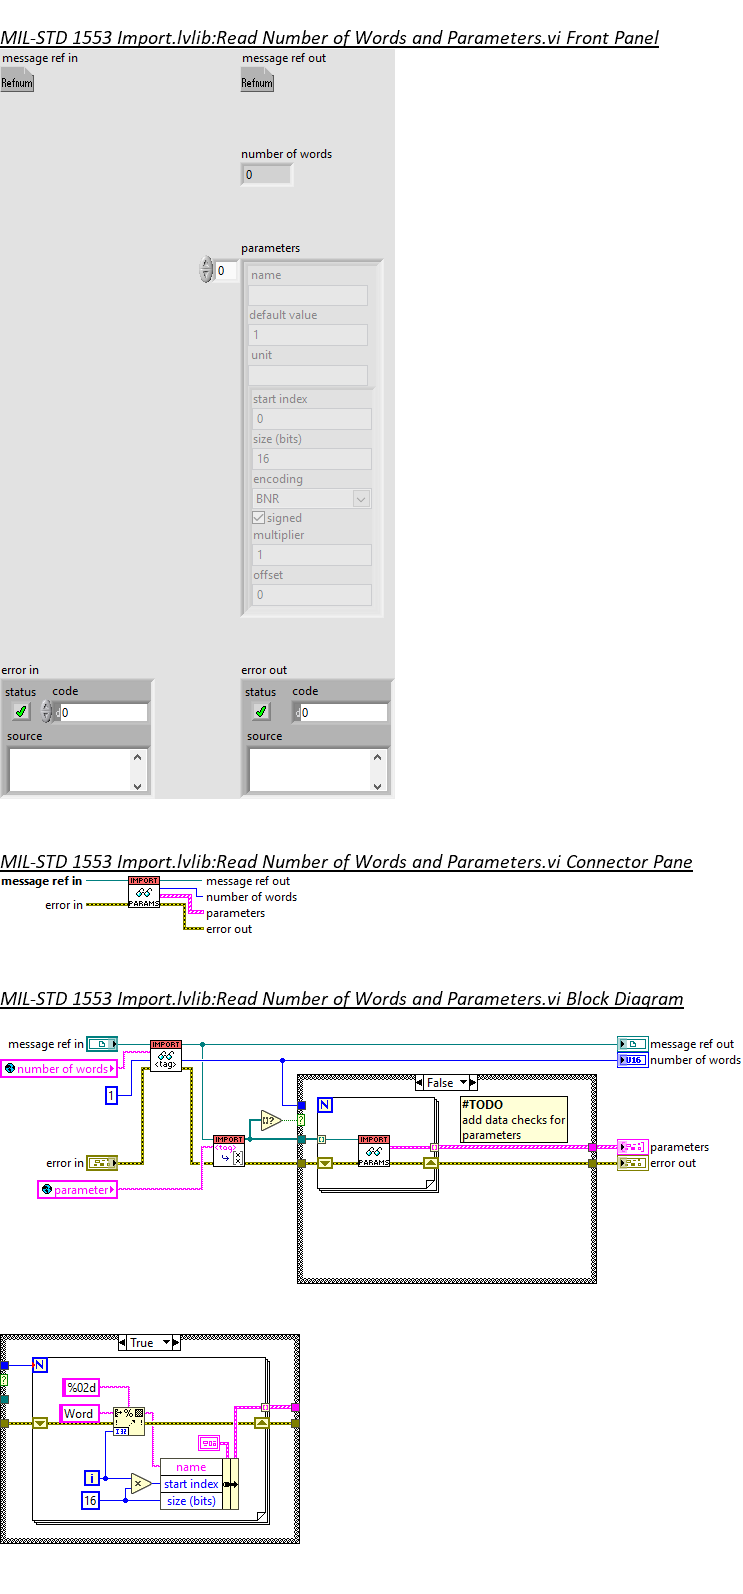 MIL-STD 1553 Import.lvlib:Read Number of Words and Parameters.vi Front Panel
message ref in
message ref out
Refnum
Refnum
number of words
0
parameters
0
name
default value
1
unit
start index
0
size (bits)
16
encoding
BNR
signed
multiplier
1
offset
0
error in
error out
status code
status code
d0
d0
source
source
MIL-STD 1553 Import.lvlib:Read Number of Words and Parameters.vi Connector Pane
message ref in
IMPORT
PARAMS
message ref out
number of words
error in
parameters
error out
MIL-STD 1553 Import.lvlib:Read Number of Words and Parameters.vi Block Diagram
message ref in
IMPORT
<tag>
message ref out
number of words
U16
number of words
1
False
N
#TODO
add data checks for
parameters
[]?
?
IMPORT
<tag>
IMPORT
PARAMS
parameters
error in
error out
parameter
True
N
%02d
?
Word
I32
name
i
start index
x
16
size (bits)